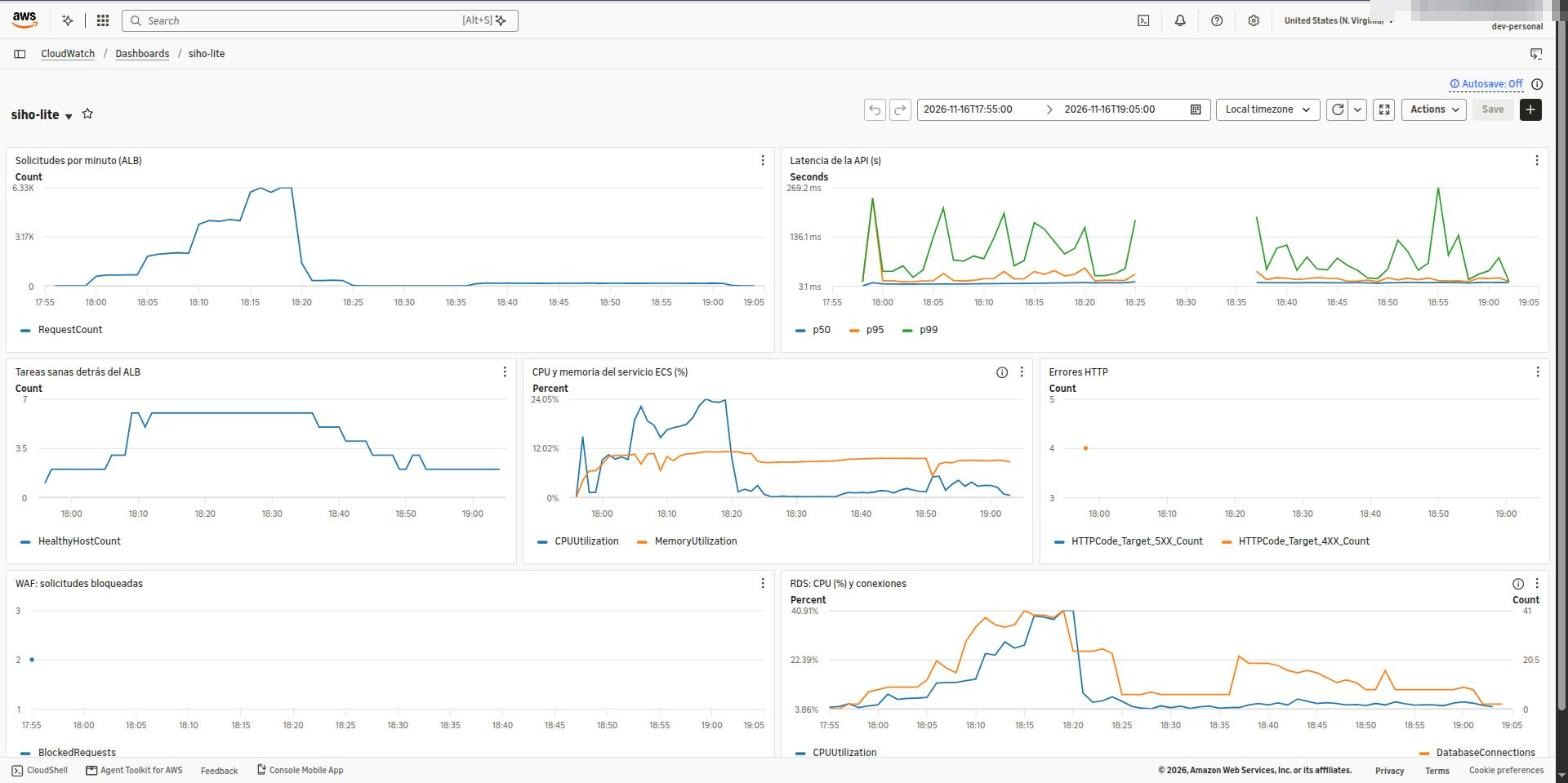 aws
Search [Alt+S]
United States (N. Virginia)
dev-personal
CloudWatch / Dashboards / siho-lite
Autosave: Off
siho-lite
2026-11-16T17:55:00 2026-11-16T19:05:00 Local timezone Actions Save
Solicitudes por minuto (ALB)
Count
6.33K
3.17K
0
17:55 18:00 18:05 18:10 18:15 18:20 18:25 18:30 18:35 18:40 18:45 18:50 18:55 19:00 19:05
RequestCount
Latencia de la API (s)
Seconds
269.2 ms
136.1 ms
3.1 ms
17:55 18:00 18:05 18:10 18:15 18:20 18:25 18:30 18:35 18:40 18:45 18:50 18:55 19:00 19:05
p50 p95 p99
Tareas sanas detrás del ALB
Count
7
3.5
0
18:00 18:10 18:20 18:30 18:40 18:50 19:00
HealthyHostCount
CPU y memoria del servicio ECS (%)
Percent
24.05%
12.02%
0%
18:00 18:10 18:20 18:30 18:40 18:50 19:00
CPUUtilization MemoryUtilization
Errores HTTP
Count
5
4
3
18:00 18:10 18:20 18:30 18:40 18:50 19:00
HTTPCode_Target_5XX_Count HTTPCode_Target_4XX_Count
WAF: solicitudes bloqueadas
3
2
1
17:55 18:00 18:05 18:10 18:15 18:20 18:25 18:30 18:35 18:40 18:45 18:50 18:55 19:00 19:05
BlockedRequests
RDS: CPU (%) y conexiones
Percent Count
40.91% 41
22.39% 20.5
3.86% 0
17:55 18:00 18:05 18:10 18:15 18:20 18:25 18:30 18:35 18:40 18:45 18:50 18:55 19:00 19:05
CPUUtilization DatabaseConnections
CloudShell Agent Toolkit for AWS Feedback Console Mobile App © 2026, Amazon Web Services, Inc. or its affiliates. Privacy Terms Cookie preferences